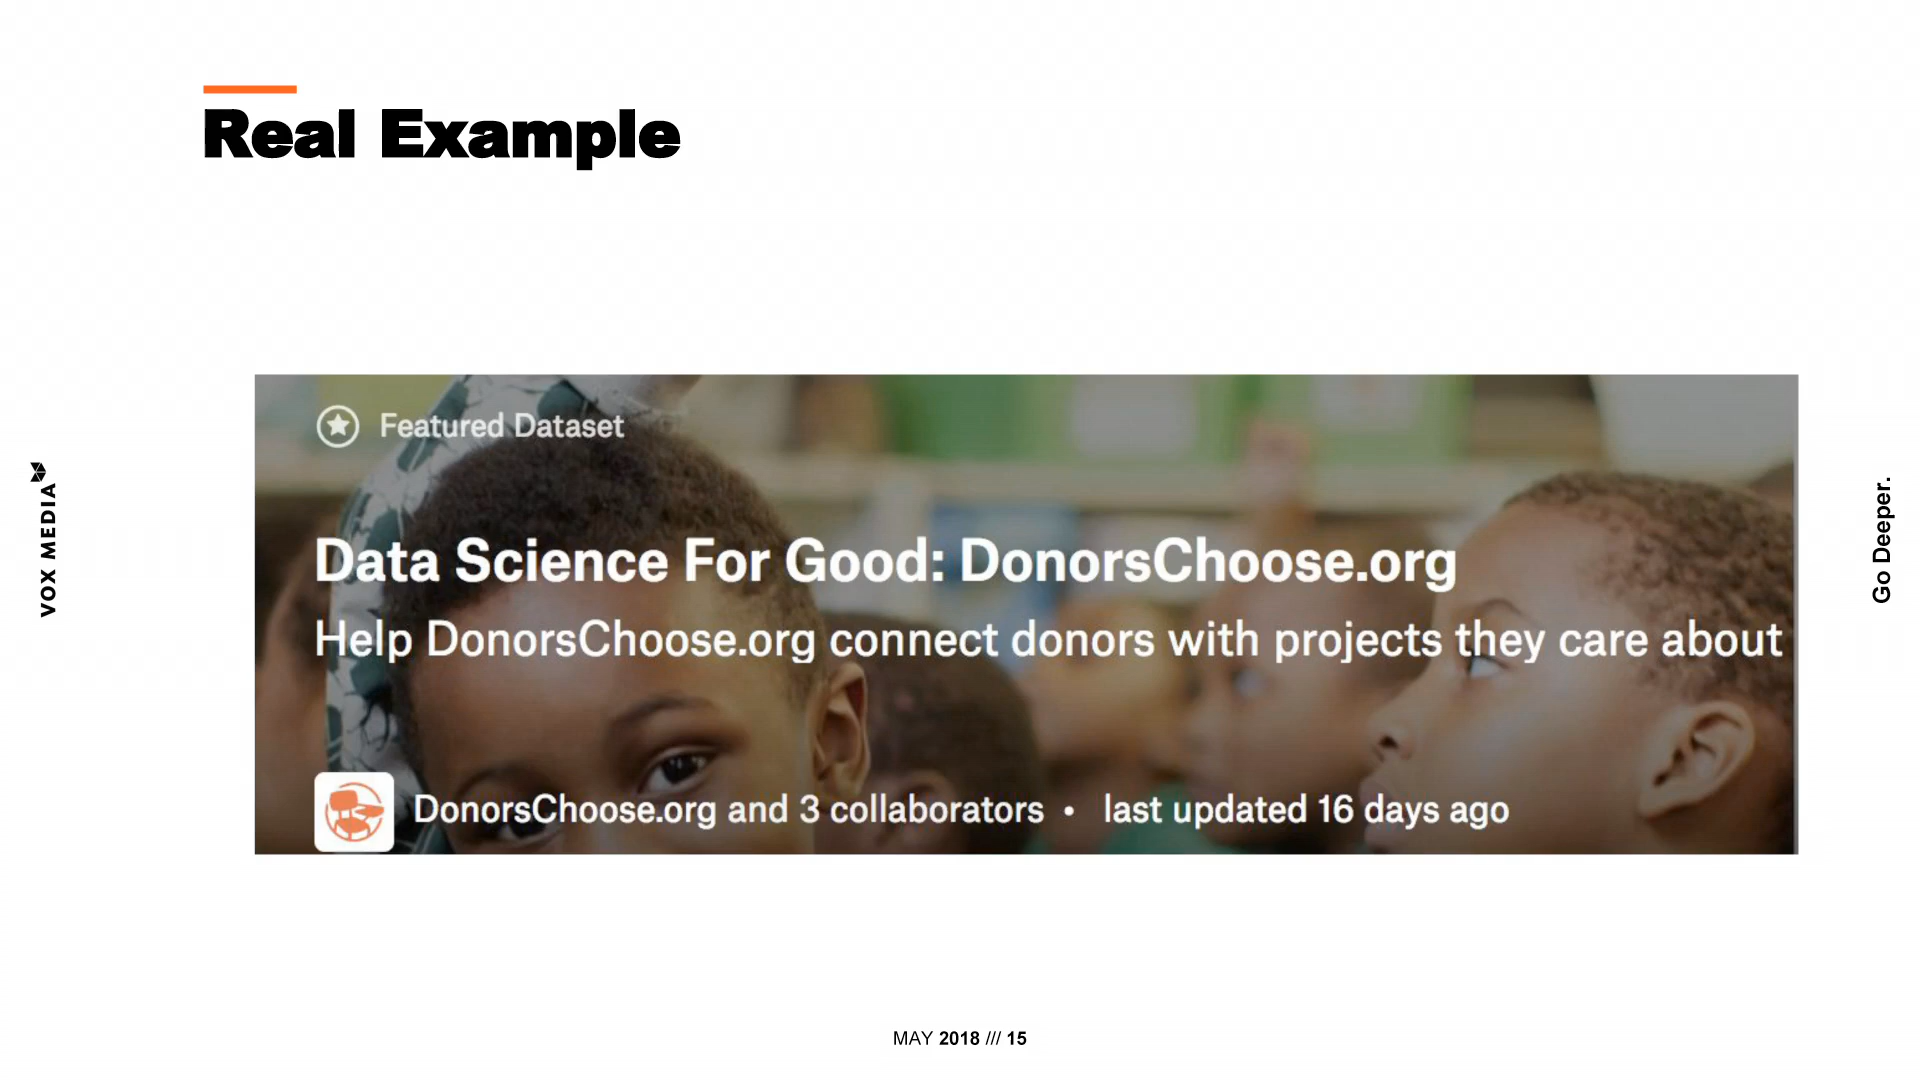 Real Example
Featured Dataset
Data Science For Good: DonorsChoose.org
Help DonorsChoose.org connect donors with projects they care about
DonorsChoose.org and 3 collaborators • last updated 16 days ago
VOX MEDIA
Go Deeper.
MAY 2018 /// 15